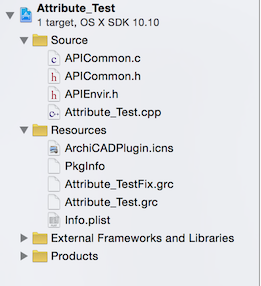 Attribute_Test
1 target, OS X SDK 10.10
Source
c APICommon.c
h APICommon.h
h APIEnvir.h
c++ Attribute_Test.cpp
Resources
ArchiCADPlugin.icns
PkgInfo
Attribute_TestFix.grc
Attribute_Test.grc
Info.plist
External Frameworks and Libraries
Products